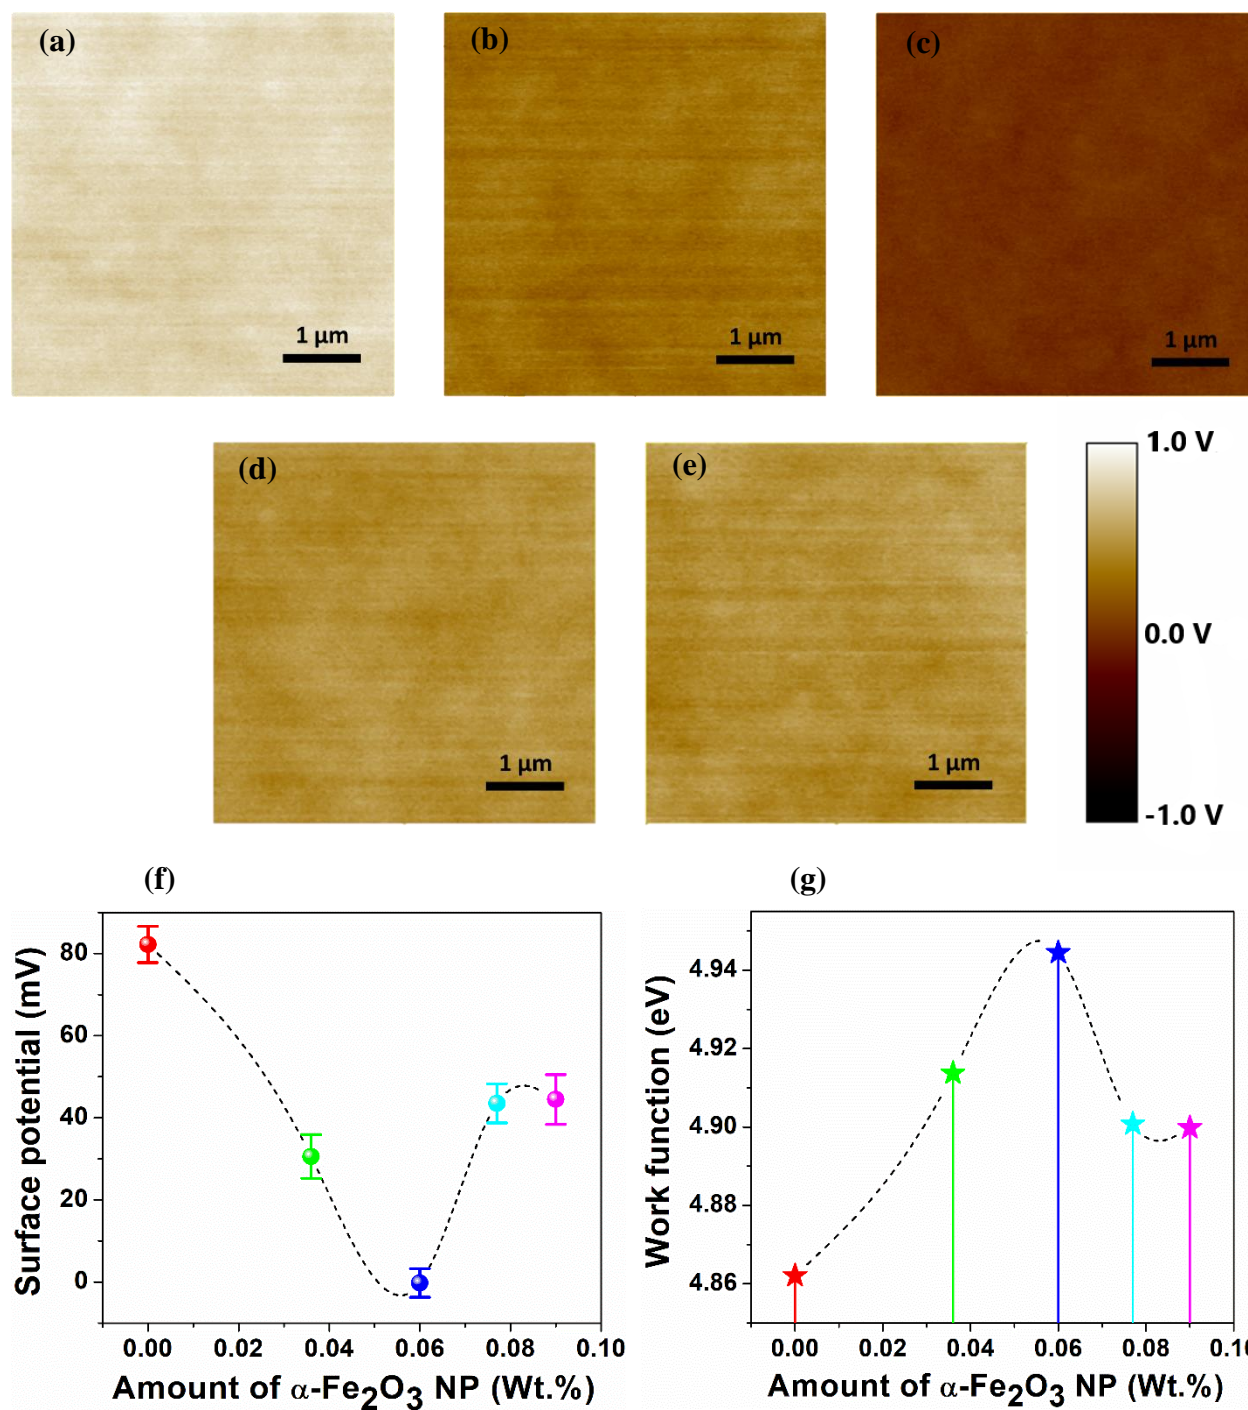 (a)
(b)
(c)
1 μm
1 μm
1 μm
(d)
(e)
1.0 V
0.0 V
-1.0 V
1 μm
1 μm
(f)
(g)
Surface potential (mV)
80
60
40
20
0
0.00 0.02 0.04 0.06 0.08 0.10
Amount of α-Fe2O3 NP (Wt.%)
Work function (eV)
4.94
4.92
4.90
4.88
4.86
0.00 0.02 0.04 0.06 0.08 0.10
Amount of α-Fe2O3 NP (Wt.%)